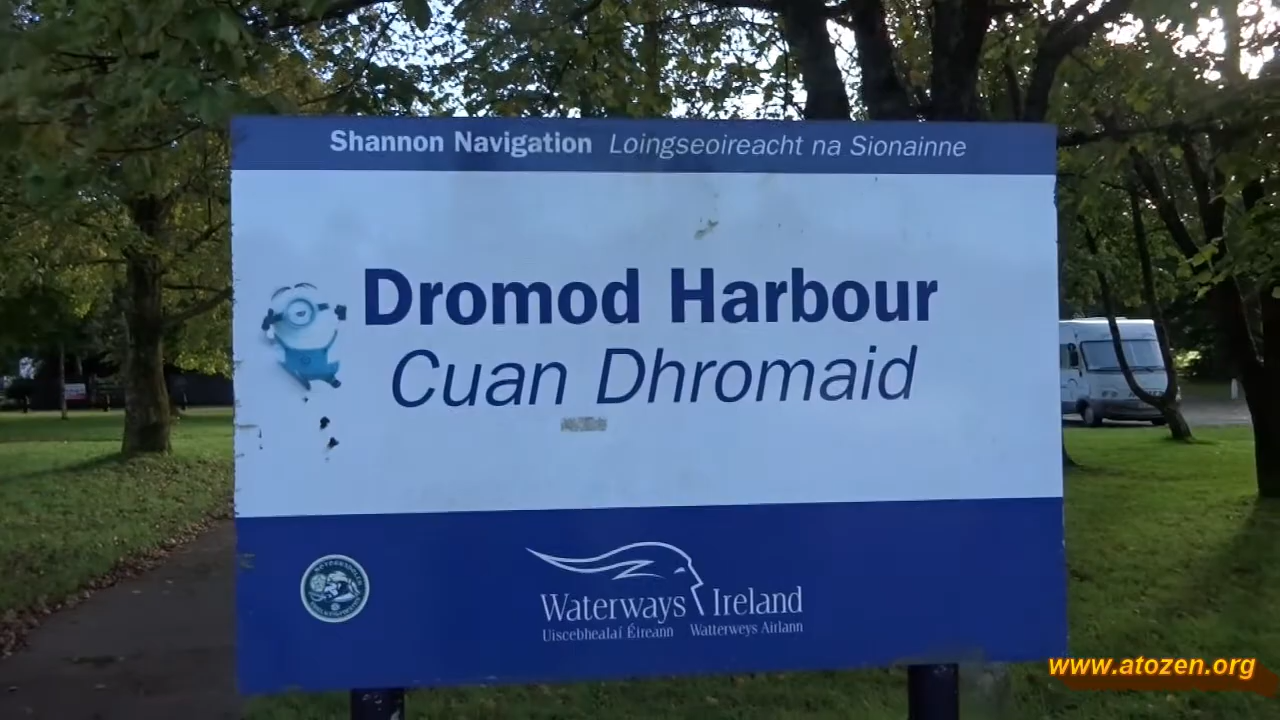 Shannon Navigation Loingseoireacht na Sionainne
Dromod Harbour
Cuan Dhromaid
Waterways Ireland
Uiscebhealaí Éireann Watterweys Airlann
www.atozen.org